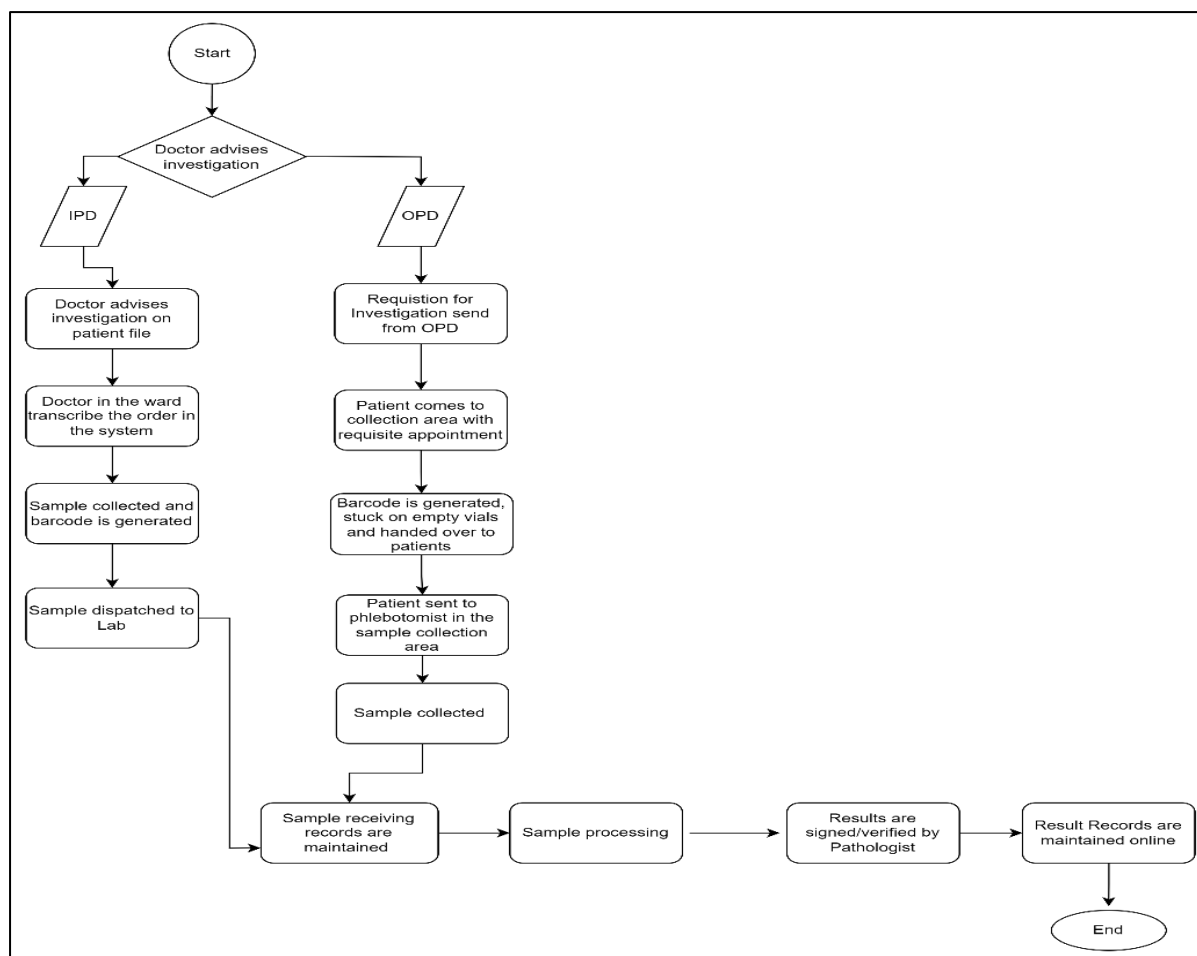 Start
Doctor advises
investigation
IPD
OPD
Doctor advises
investigation on
patient file
Doctor in the ward
transcribe the order in
the system
Sample collected and
barcode is generated
Sample dispatched to
Lab
Requistion for
Investigation send
from OPD
Patient comes to
collection area with
requisite appointment
Barcode is generated,
stuck on empty vials
and handed over to
patients
Patient sent to
phlebotomist in the
sample collection
area
Sample collected
Sample receiving
records are
maintained
Sample processing
Results are
signed/verified by
Pathologist
Result Records are
maintained online
End